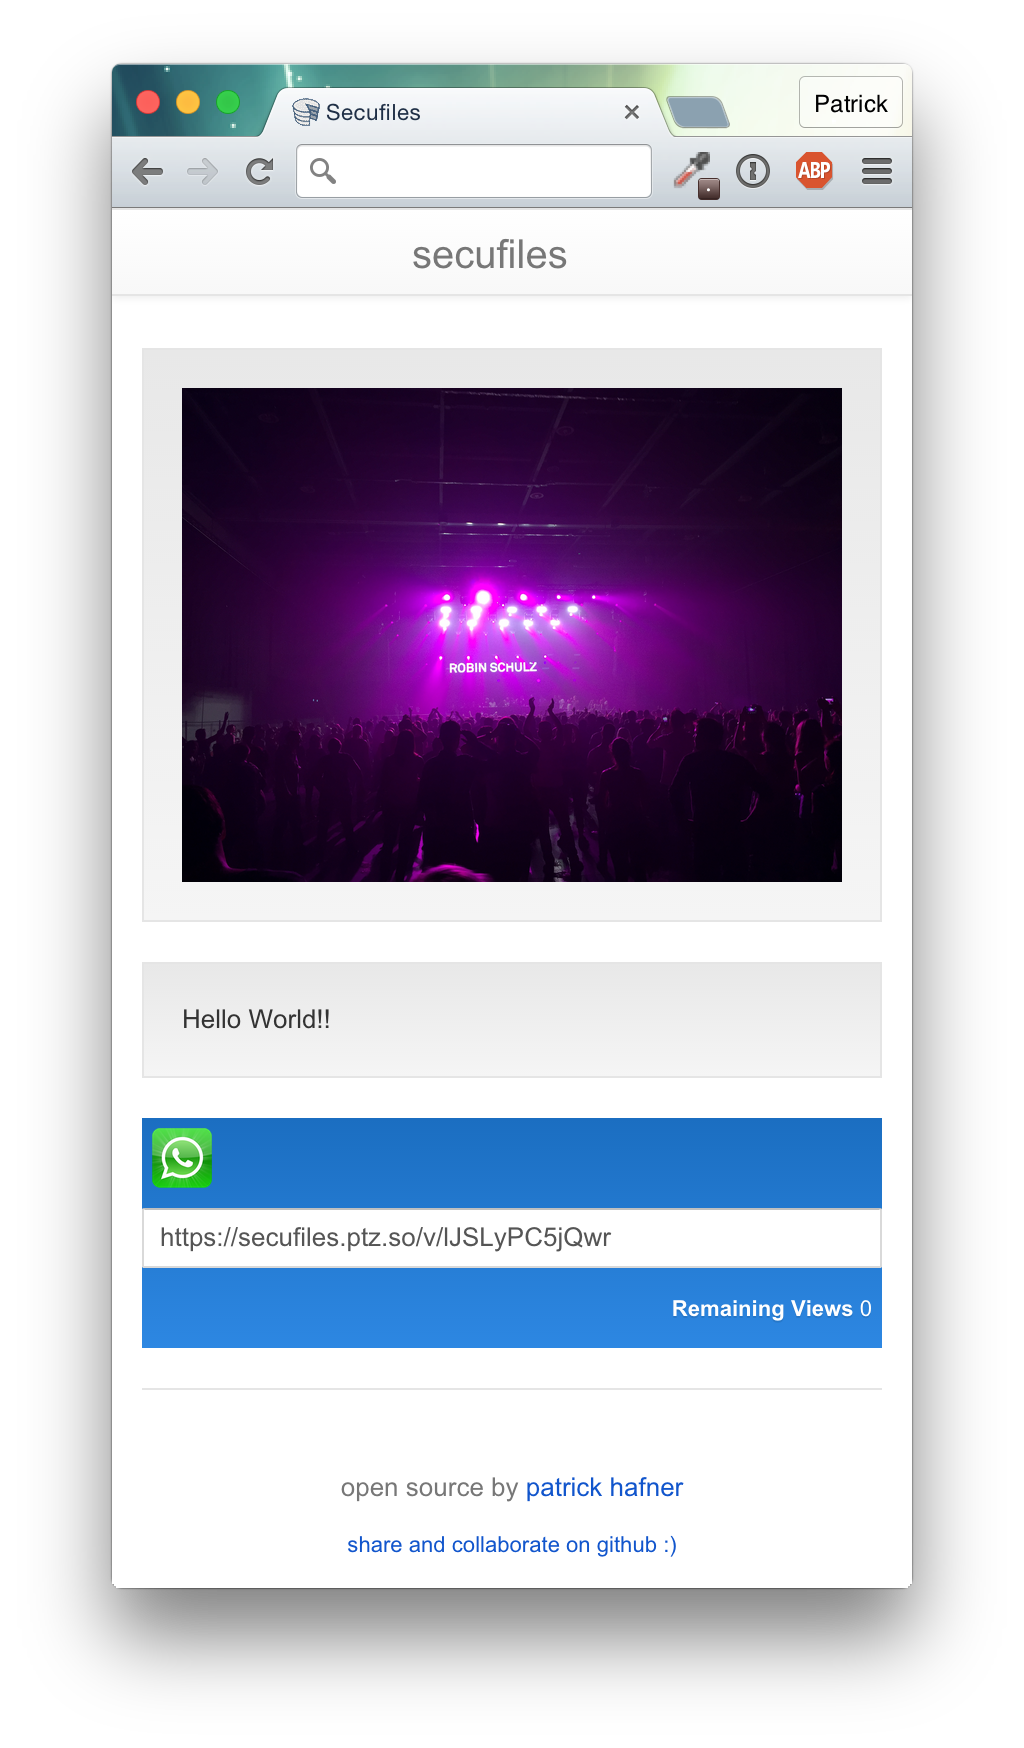 Secufiles
Patrick
ABP
secufiles
ROBIN SCHULZ
Hello World!!
https://secufiles.ptz.so/v/lJSLyPC5jQwr
Remaining Views 0
open source by patrick hafner
share and collaborate on github :)